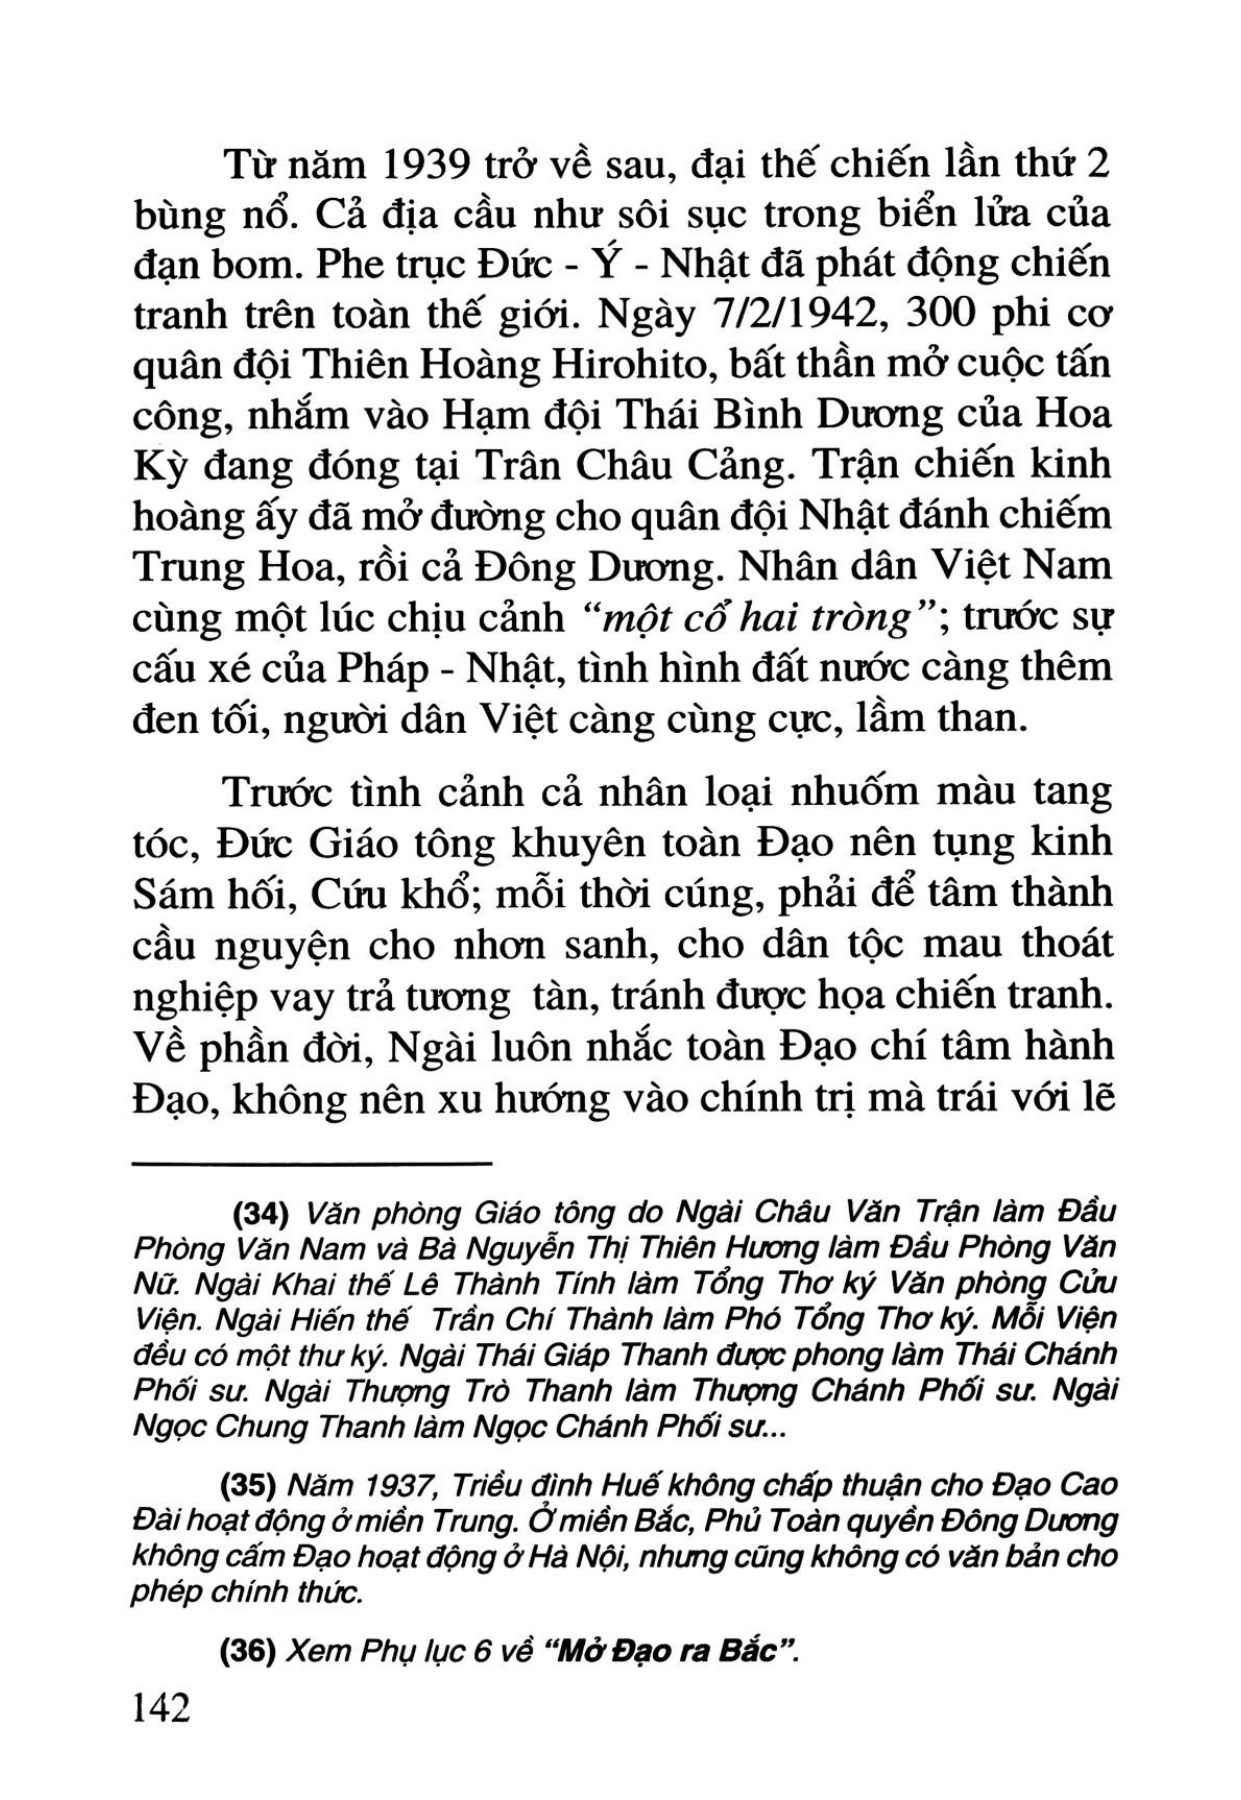 Từ năm 1939 trở về sau, đại thế chiến lần thứ 2
bùng nổ. Cả địa cầu như sôi sục trong biển lửa của
đạn bom. Phe trục Đức - Ý - Nhật đã phát động chiến
tranh trên toàn thế giới. Ngày 7/2/1942, 300 phi cơ
quân đội Thiên Hoàng Hirohito, bất thần mở cuộc tấn
công, nhắm vào Hạm đội Thái Bình Dương của Hoa
Kỳ đang đóng tại Trân Châu Cảng. Trận chiến kinh
hoàng ấy đã mở đường cho quân đội Nhật đánh chiếm
Trung Hoa, rồi cả Đông Dương. Nhân dân Việt Nam
cùng một lúc chịu cảnh “một cổ hai tròng”; trước sự
cấu xé của Pháp - Nhật, tình hình đất nước càng thêm
đen tối, người dân Việt càng cùng cực, lầm than.
Trước tình cảnh cả nhân loại nhuốm màu tang
tóc, Đức Giáo tông khuyên toàn Đạo nên tụng kinh
Sám hối, Cứu khổ; mỗi thời cúng, phải để tâm thành
cầu nguyện cho nhơn sanh, cho dân tộc mau thoát
nghiệp vay trả tương tàn, tránh được họa chiến tranh.
Về phần đời, Ngài luôn nhắc toàn Đạo chí tâm hành
Đạo, không nên xu hướng vào chính trị mà trái với lẽ
(34) Văn phòng Giáo tông do Ngài Châu Văn Trận làm Đầu
Phòng Văn Nam và Bà Nguyễn Thị Thiên Hương làm Đầu Phòng Văn
Nữ. Ngài Khai thế Lê Thành Tính làm Tổng Thơ ký Văn phòng Cửu
Viện. Ngài Hiến thế Trần Chí Thành làm Phó Tổng Thơ ký. Mỗi Viện
đều có một thư ký. Ngài Thái Giáp Thanh được phong làm Thái Chánh
Phối sư. Ngài Thượng Trò Thanh làm Thượng Chánh Phối sư. Ngài
Ngọc Chung Thanh làm Ngọc Chánh Phối sư...
(35) Năm 1937, Triều đình Huế không chấp thuận cho Đạo Cao
Đài hoạt động ở miền Trung. Ở miền Bắc, Phủ Toàn quyền Đông Dương
không cấm Đạo hoạt động ở Hà Nội, nhưng cũng không có văn bản cho
phép chính thức.
(36) Xem Phụ lục 6 về “Mở Đạo ra Bắc”.
142